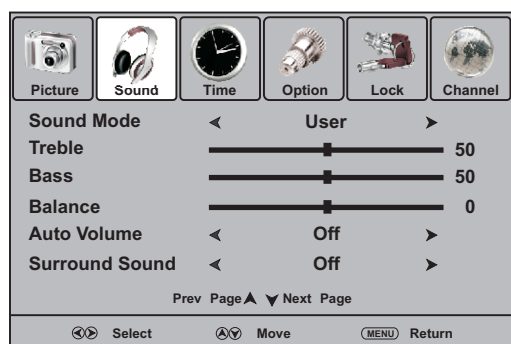 Picture Sound Time Option Lock Channel
Sound Mode User
Treble 50
Bass 50
Balance 0
Auto Volume Off
Surround Sound Off
Prev Page Next Page
Select Move MENU Return